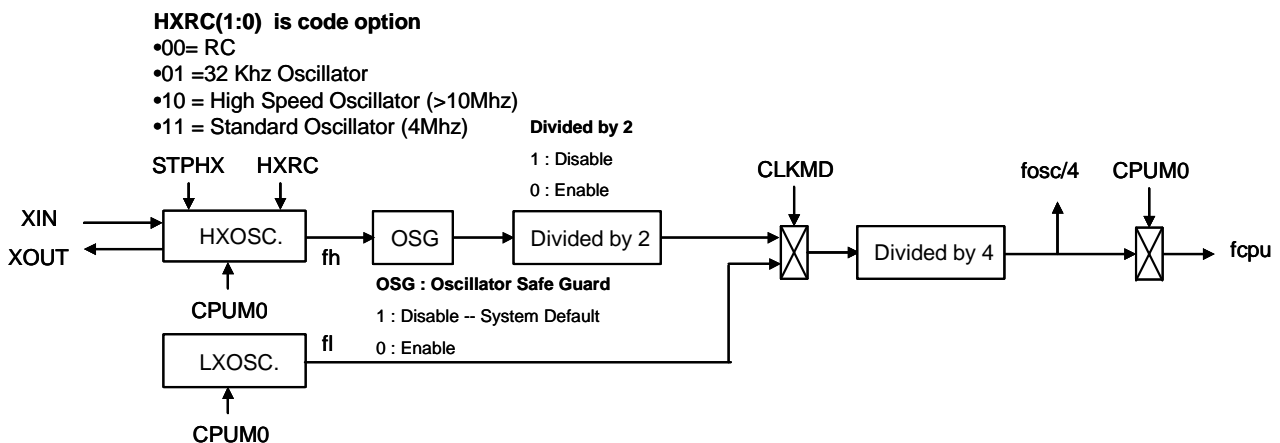 HXRC(1:0) is code option
•00= RC
•01 =32 Khz Oscillator
•10 = High Speed Oscillator (>10Mhz)
•11 = Standard Oscillator (4Mhz)
Divided by 2
1 : Disable
0 : Enable
STPHX
HXRC
CLKMD
fosc/4
CPUM0
XIN
XOUT
HXOSC.
fh
OSG
Divided by 2
Divided by 4
fcpu
CPUM0
OSG : Oscillator Safe Guard
1 : Disable -- System Default
0 : Enable
LXOSC.
fl
CPUM0